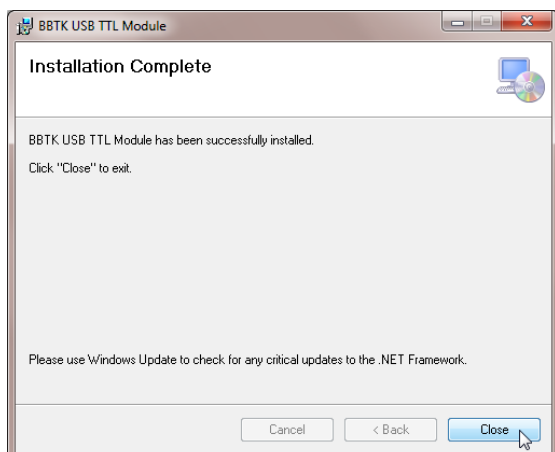 BBTK USB TTL Module
Installation Complete
BBTK USB TTL Module has been successfully installed.
Click "Close" to exit.
Please use Windows Update to check for any critical updates to the .NET Framework.
Cancel
< Back
Close